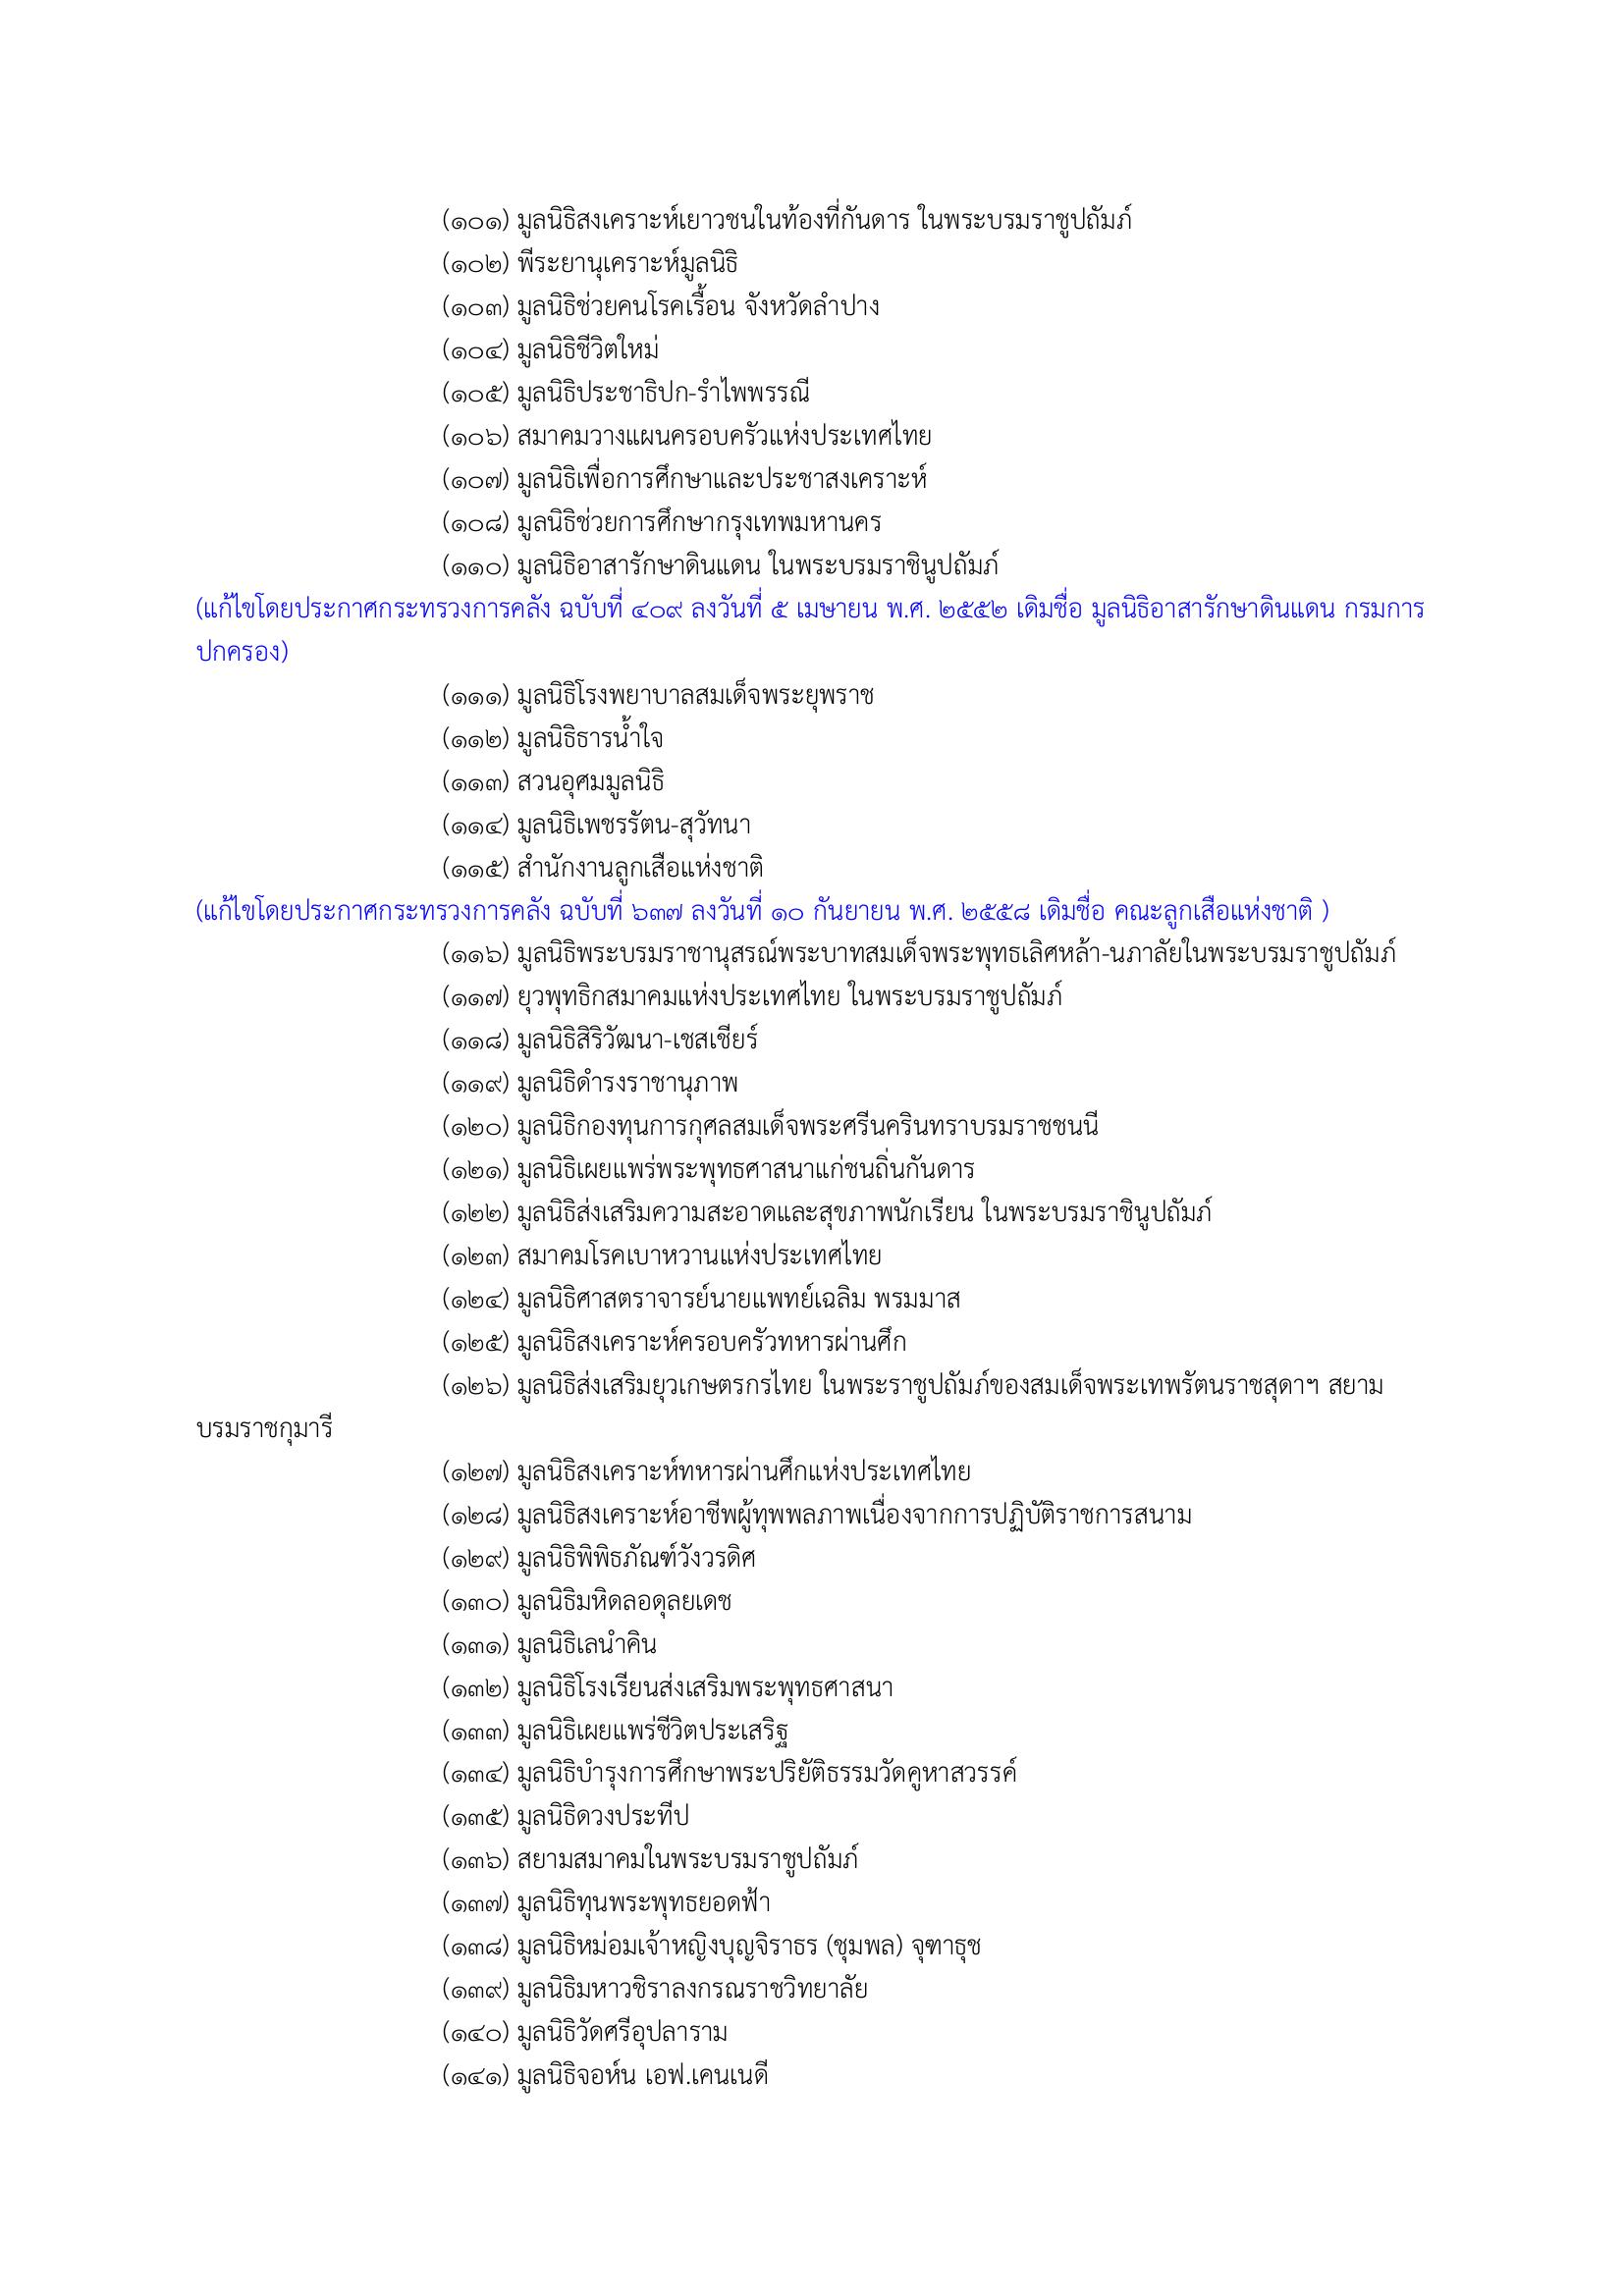 (๑๐๑) มูลนิธิสงเคราะห์เยาวชนในท้องที่กันดาร ในพระบรมราชูปถัมภ์
(๑๐๒) พีระยานุเคราะห์มูลนิธิ
(๑๐๓) มูลนิธิช่วยคนโรคเรื้อน จังหวัดลำปาง
(๑๐๔) มูลนิธิชีวิตใหม่
(๑๐๕) มูลนิธิประชาธิปก-รำไพพรรณี
(๑๐๖) สมาคมวางแผนครอบครัวแห่งประเทศไทย
(๑๐๗) มูลนิธิเพื่อการศึกษาและประชาสงเคราะห์
(๑๐๘) มูลนิธิช่วยการศึกษากรุงเทพมหานคร
(๑๑๐) มูลนิธิอาสารักษาดินแดน ในพระบรมราชินูปถัมภ์
(แก้ไขโดยประกาศกระทรวงการคลัง ฉบับที่ ๔๐๙ ลงวันที่ ๕ เมษายน พ.ศ. ๒๕๕๒ เดิมชื่อ มูลนิธิอาสารักษาดินแดน กรมการ
ปกครอง)
(๑๑๑) มูลนิธิโรงพยาบาลสมเด็จพระยุพราช
(๑๑๒) มูลนิธิธารน้ำใจ
(๑๑๓) สวนอุศมมูลนิธิ
(๑๑๔) มูลนิธิเพชรรัตน-สุวัทนา
(๑๑๕) สำนักงานลูกเสือแห่งชาติ
(แก้ไขโดยประกาศกระทรวงการคลัง ฉบับที่ ๖๓๗ ลงวันที่ ๑๐ กันยายน พ.ศ. ๒๕๕๘ เดิมชื่อ คณะลูกเสือแห่งชาติ )
(๑๑๖) มูลนิธิพระบรมราชานุสรณ์พระบาทสมเด็จพระพุทธเลิศหล้า-นภาลัยในพระบรมราชูปถัมภ์
(๑๑๗) ยุวพุทธิกสมาคมแห่งประเทศไทย ในพระบรมราชูปถัมภ์
(๑๑๘) มูลนิธิสิริวัฒนา-เชสเชียร์
(๑๑๙) มูลนิธิดำรงราชานุภาพ
(๑๒๐) มูลนิธิกองทุนการกุศลสมเด็จพระศรีนครินทราบรมราชชนนี
(๑๒๑) มูลนิธิเผยแพร่พระพุทธศาสนาแก่ชนถิ่นกันดาร
(๑๒๒) มูลนิธิส่งเสริมความสะอาดและสุขภาพนักเรียน ในพระบรมราชินูปถัมภ์
(๑๒๓) สมาคมโรคเบาหวานแห่งประเทศไทย
(๑๒๔) มูลนิธิศาสตราจารย์นายแพทย์เฉลิม พรมมาส
(๑๒๕) มูลนิธิสงเคราะห์ครอบครัวทหารผ่านศึก
(๑๒๖) มูลนิธิส่งเสริมยุวเกษตรกรไทย ในพระราชูปถัมภ์ของสมเด็จพระเทพรัตนราชสุดาฯ สยาม
บรมราชกุมารี
(๑๒๗) มูลนิธิสงเคราะห์ทหารผ่านศึกแห่งประเทศไทย
(๑๒๘) มูลนิธิสงเคราะห์อาชีพผู้ทุพพลภาพเนื่องจากการปฏิบัติราชการสนาม
(๑๒๙) มูลนิธิพิพิธภัณฑ์วังวรดิศ
(๑๓๐) มูลนิธิมหิดลอดุลยเดช
(๑๓๑) มูลนิธิเลนำคิน
(๑๓๒) มูลนิธิโรงเรียนส่งเสริมพระพุทธศาสนา
(๑๓๓) มูลนิธิเผยแพร่ชีวิตประเสริฐ
(๑๓๔) มูลนิธิบำรุงการศึกษาพระปริยัติธรรมวัดคูหาสวรรค์
(๑๓๕) มูลนิธิดวงประทีป
(๑๓๖) สยามสมาคมในพระบรมราชูปถัมภ์
(๑๓๗) มูลนิธิทุนพระพุทธยอดฟ้า
(๑๓๘) มูลนิธิหม่อมเจ้าหญิงบุญจิราธร (ชุมพล) จุฑาธุช
(๑๓๙) มูลนิธิมหาวชิราลงกรณราชวิทยาลัย
(๑๔๐) มูลนิธิวัดศรีอุปลาราม
(๑๔๑) มูลนิธิจอห์น เอฟ.เคนเนดี